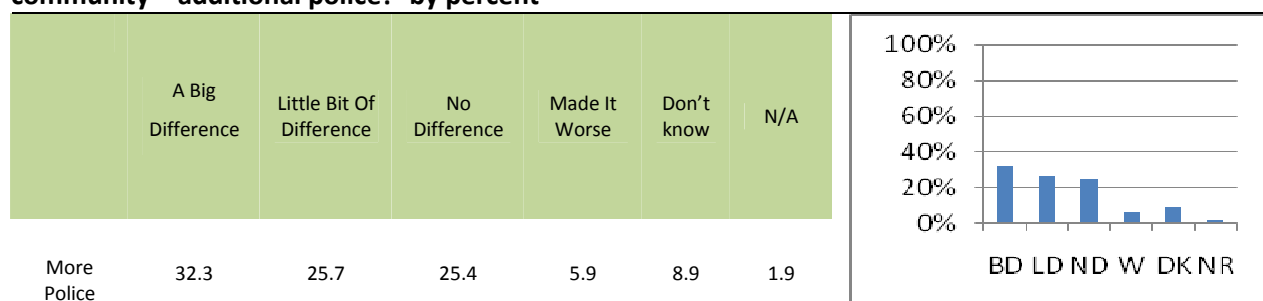 community – additional police?" by percent
A Big Difference
Little Bit Of Difference
No Difference
Made It Worse
Don't know
N/A
More Police
32.3
25.7
25.4
5.9
8.9
1.9
100%
80%
60%
40%
20%
0%
BD LD ND W DK NR